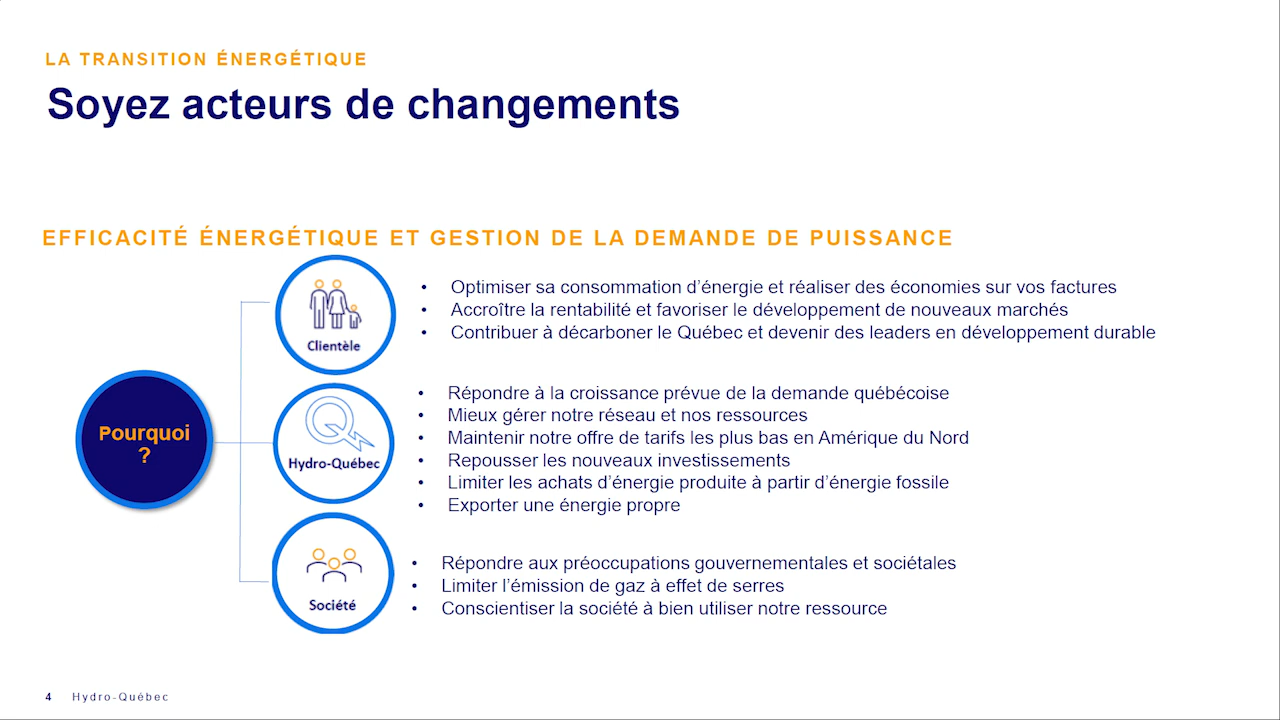 LA TRANSITION ÉNERGÉTIQUE
Soyez acteurs de changements
EFFICACITÉ ÉNERGÉTIQUE ET GESTION DE LA DEMANDE DE PUISSANCE
Pourquoi
?
Clientèle
• Optimiser sa consommation d’énergie et réaliser des économies sur vos factures
• Accroître la rentabilité et favoriser le développement de nouveaux marchés
• Contribuer à décarboner le Québec et devenir des leaders en développement durable
Hydro-Québec
• Répondre à la croissance prévue de la demande québécoise
• Mieux gérer notre réseau et nos ressources
• Maintenir notre offre de tarifs les plus bas en Amérique du Nord
• Repousser les nouveaux investissements
• Limiter les achats d’énergie produite à partir d’énergie fossile
• Exporter une énergie propre
Société
• Répondre aux préoccupations gouvernementales et sociétales
• Limiter l’émission de gaz à effet de serres
• Conscientiser la société à bien utiliser notre ressource
4 Hydro-Québec